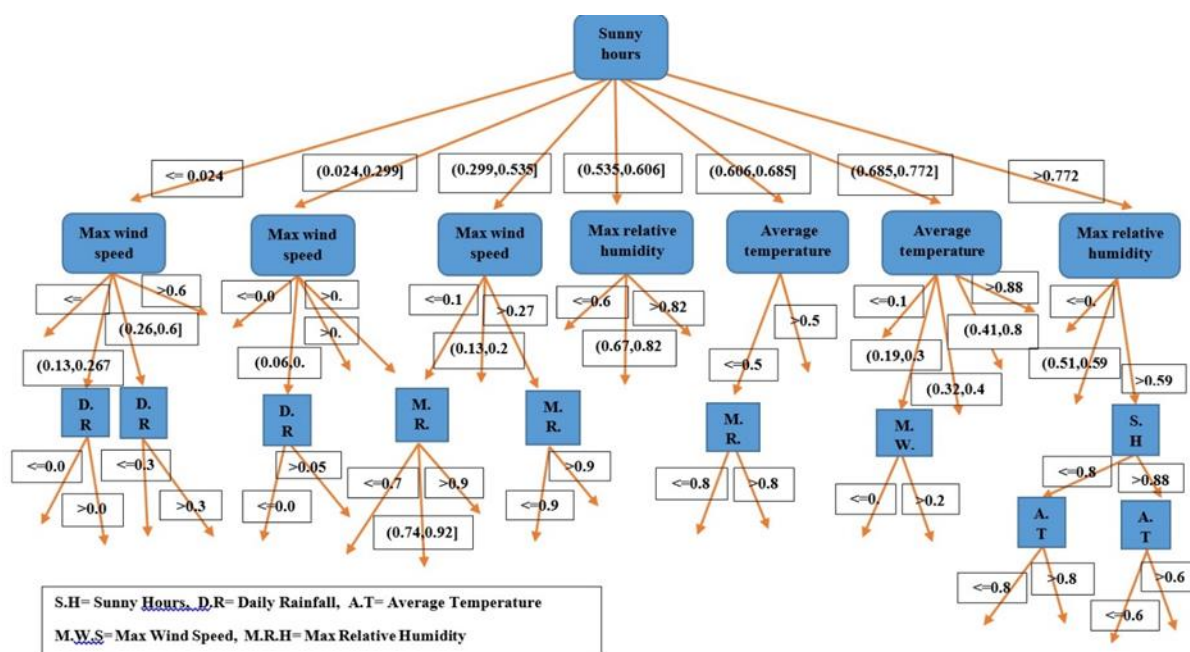 Sunny
hours
<= 0.024
(0.024,0.299]
(0.299,0.535]
(0.535,0.606]
(0.606,0.685]
(0.685,0.772]
>0.772
Max wind
speed
Max wind
speed
Max wind
speed
Max relative
humidity
Average
temperature
Average
temperature
Max relative
humidity
<=
>0.6
(0.26,0.6]
(0.13,0.267
<=0.0
>0.
>0.
(0.06,0.
<=0.1
>0.27
(0.13,0.2
<=0.6
>0.82
(0.67,0.82
>0.5
<=0.5
<=0.1
>0.88
(0.41,0.8
(0.19,0.3
(0.32,0.4
<=0.
(0.51,0.59
>0.59
D.
R
D.
R
D.
R
M.
R.
M.
R.
M.
R.
M.
W.
S.
H
<=0.0
>0.0
<=0.3
>0.3
>0.05
<=0.0
<=0.7
>0.9
(0.74,0.92]
>0.9
<=0.9
<=0.8
>0.8
<=0.
>0.2
<=0.8
>0.88
A.
T
A.
T
<=0.8
>0.8
>0.6
<=0.6
S.H= Sunny Hours, D.R= Daily Rainfall, A.T= Average Temperature
M.W.S= Max Wind Speed, M.R.H= Max Relative Humidity